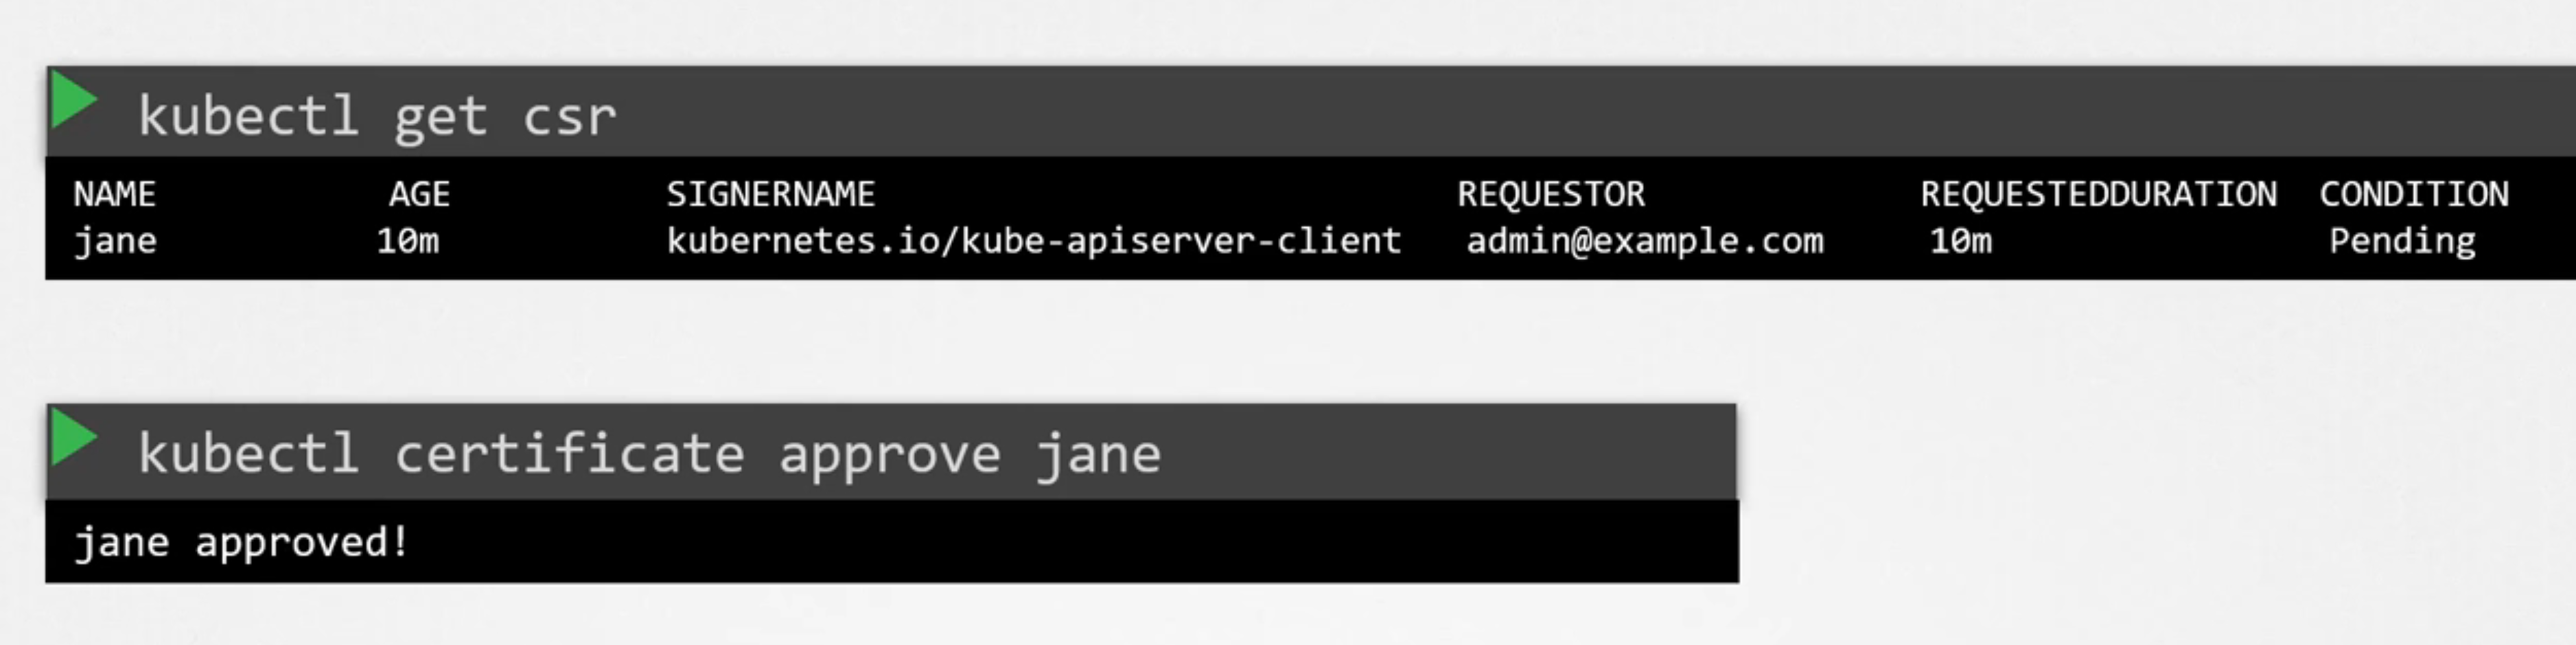 kubectl get csr
NAME AGE SIGNERNAME REQUESTOR REQUESTEDDURATION CONDITION
jane 10m kubernetes.io/kube-apiserver-client admin@example.com 10m Pending
kubectl certificate approve jane
jane approved!